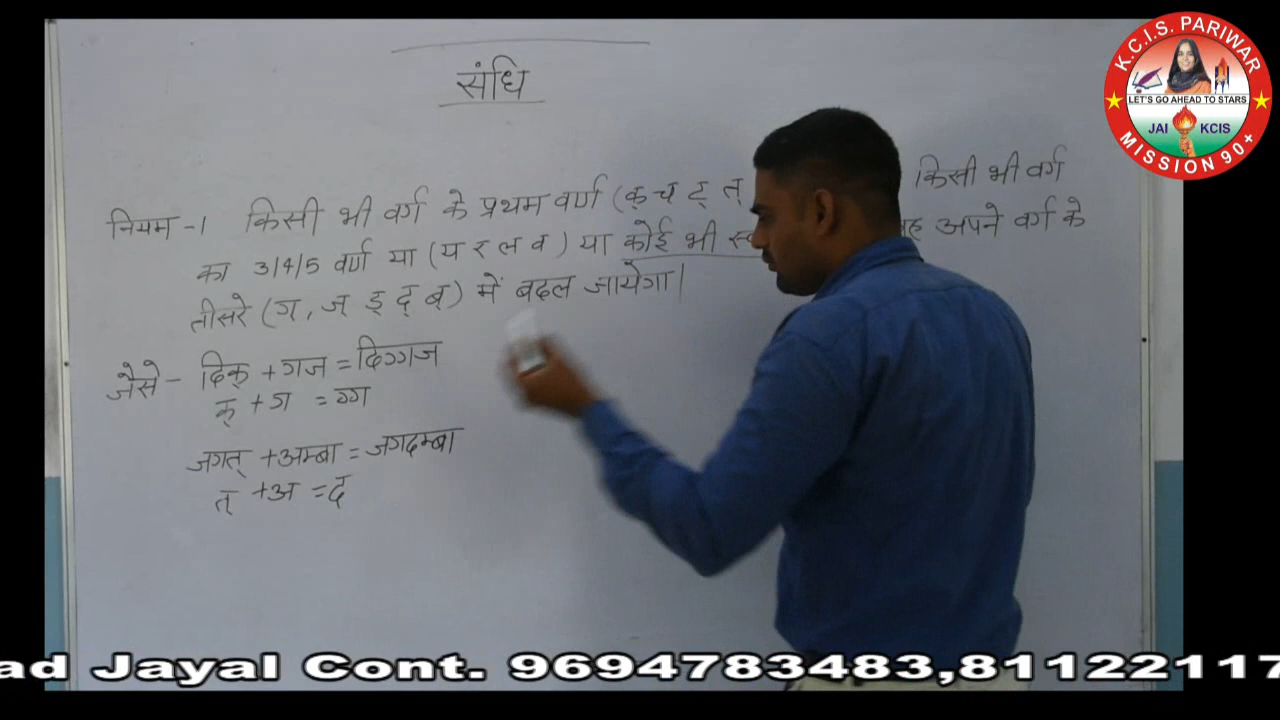 संधि
नियम -1 किसी भी वर्ग के प्रथम वर्ण (क् च ट् त् किसी भी वर्ग
का 3/4/5 वर्ण या (य र ल व) या कोई भी अपने वर्ग के
तीसरे (ग्, ज् ड् द् ब्) में बदल जायेगा।
जैसे - दिक् + गज = दिग्गज
क् + ग = ग्ग
जगत् + अम्बा = जगदम्बा
त् + अ = द
K.C.I.S. PARIWAR
LET'S GO AHEAD TO STARS
JAI KCIS
MISSION 90+
ad Jayal Cont. 9694783483,81122117